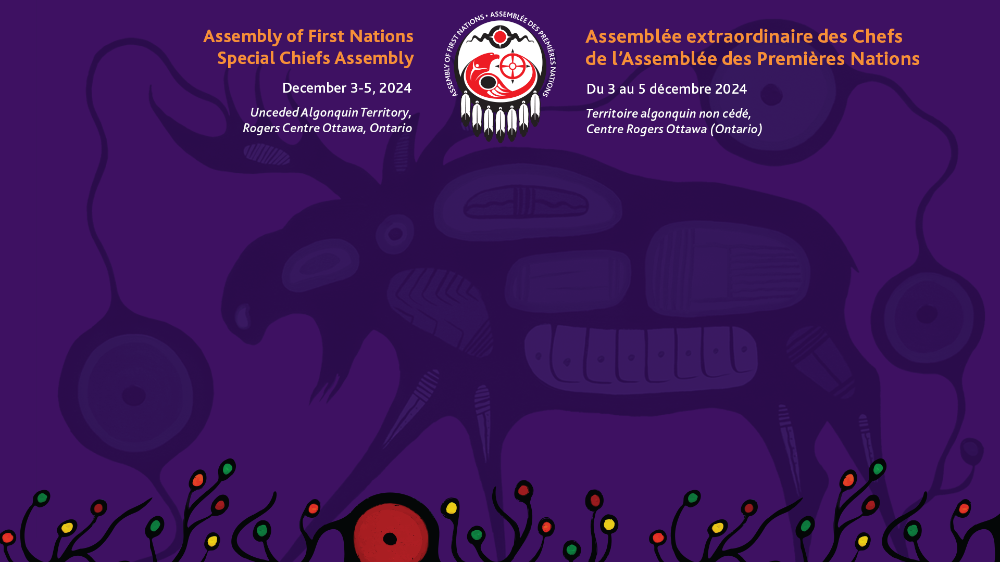 Assembly of First Nations
Special Chiefs Assembly
December 3-5, 2024
Unceded Algonquin Territory,
Rogers Centre Ottawa, Ontario
ASSEMBLY OF FIRST NATIONS • ASSEMBLÉE DES PREMIÈRES NATIONS
Assemblée extraordinaire des Chefs
de l’Assemblée des Premières Nations
Du 3 au 5 décembre 2024
Territoire algonquin non cédé,
Centre Rogers Ottawa (Ontario)